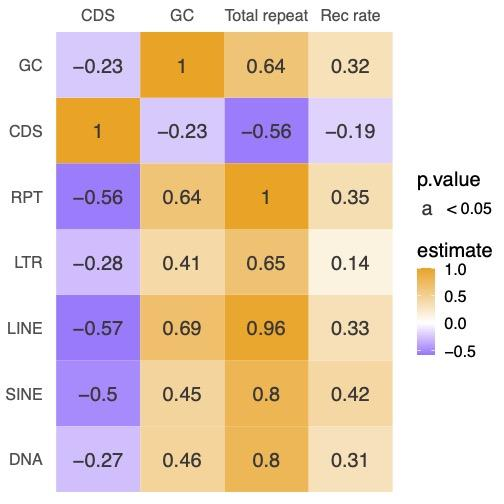 CDS GC Total repeat Rec rate
GC −0.23 1 0.64 0.32
CDS 1 −0.23 −0.56 −0.19
RPT −0.56 0.64 1 0.35
LTR −0.28 0.41 0.65 0.14
LINE −0.57 0.69 0.96 0.33
SINE −0.5 0.45 0.8 0.42
DNA −0.27 0.46 0.8 0.31
p.value
a < 0.05
estimate
1.0
0.5
0.0
−0.5